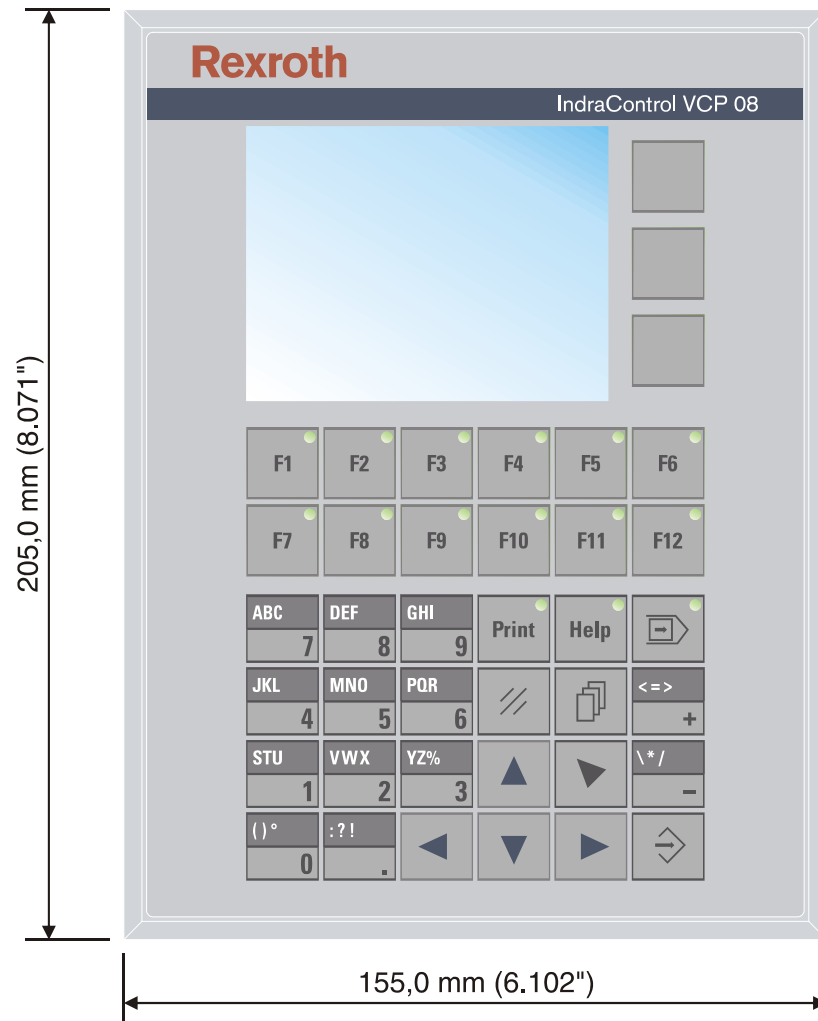 Rexroth
IndraControl VCP 08
205,0 mm (8.071")
F1 F2 F3 F4 F5 F6
F7 F8 F9 F10 F11 F12
ABC DEF GHI
7 8 9 Print Help
JKL MNO PQR <=>
4 5 6 +
STU VWX YZ% \*/
1 2 3 –
()° :?!
0 .
155,0 mm (6.102")